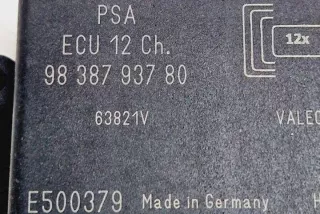 PSA
ECU 12 Ch.
12x
98 387 937 80
63821V
VALEO
E500379 Made in Germany H